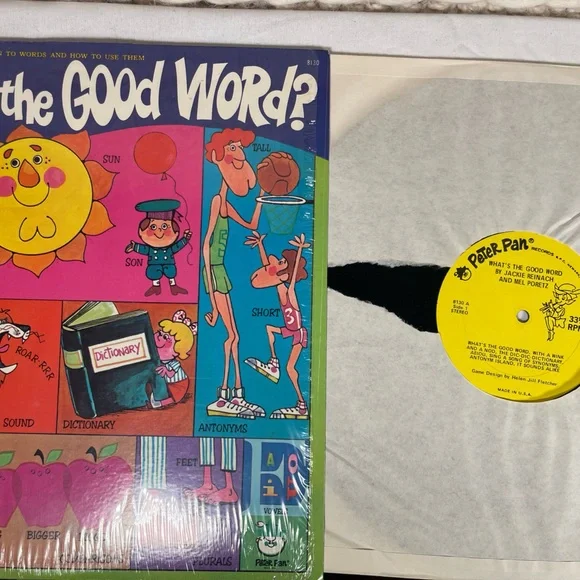 TO WORDS AND HOW TO USE THEM
8130
the GOOD WORD?
SUN
TALL
SON
SHORT
ROAR-RRR
DICTIONARY
SOUND
DICTIONARY
ANTONYMS
FEET
A
BIGGER
VOWELS
PLURALS
Peter Pan
Peter Pan®
RECORDS
WHAT'S THE GOOD WORD
BY JACKIE REINACH
AND MEL PORETZ
8130 A
Side 1
STEREO
33⅓
RPM
WHAT'S THE GOOD WORD, WITH A WINK
AND A NOD, THE DIC-DIC DICTIONARY,
SING A SONG OF SYNONYMS,
ANTONYM ISLAND, IT SOUNDS ALIKE
Game Design by Helen Jill Fletcher
MADE IN U.S.A.